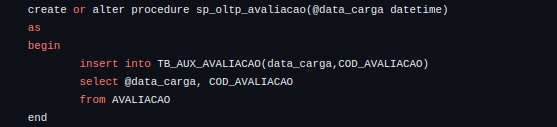 create or alter procedure sp_oltp_avaliacao(@data_carga datetime)
as
begin
insert into TB_AUX_AVALIACAO(data_carga,COD_AVALIACAO)
select @data_carga, COD_AVALIACAO
from AVALIACAO
end